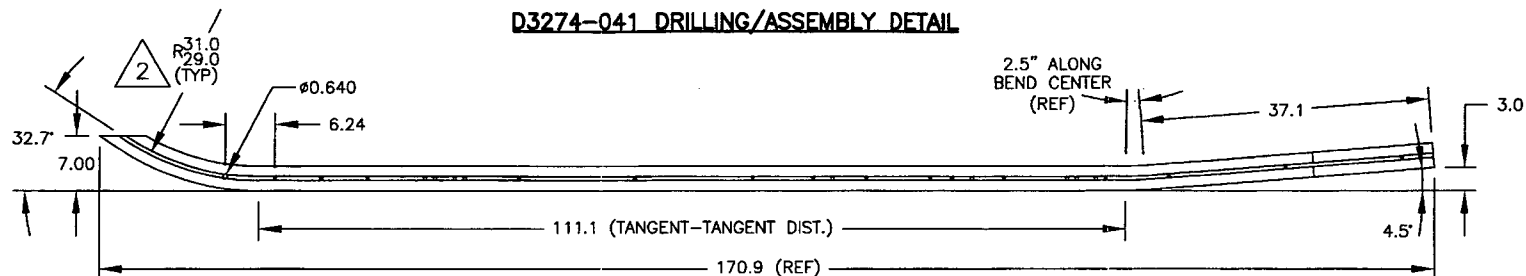 D3274-041 DRILLING/ASSEMBLY DETAIL
2
R31.0
29.0
(TYP)
ø0.640
6.24
2.5" ALONG
BEND CENTER
(REF)
37.1
3.0
32.7°
7.00
111.1 (TANGENT-TANGENT DIST.)
4.5°
170.9 (REF)